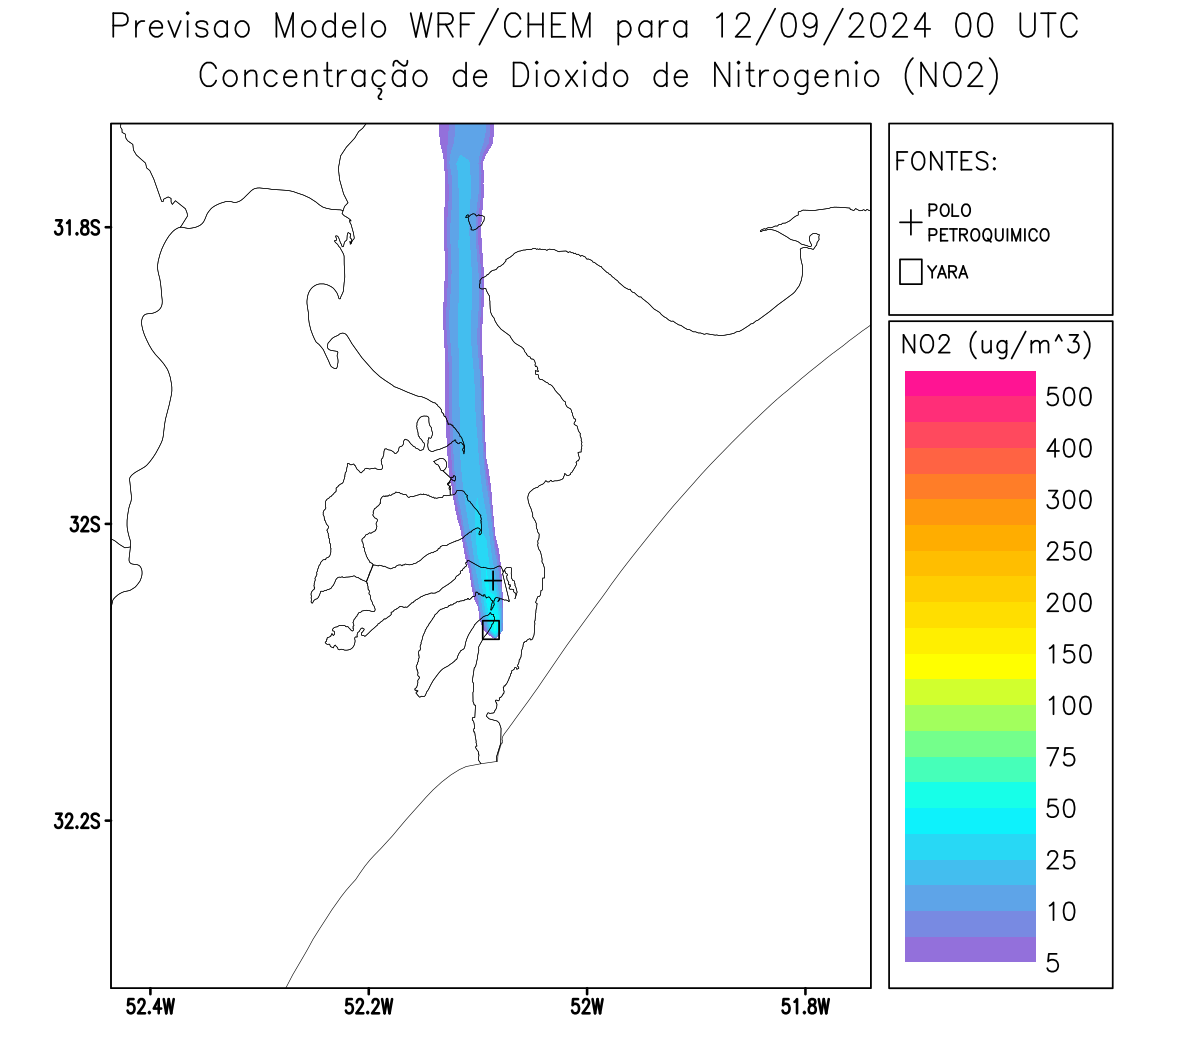 Previsao Modelo WRF/CHEM para 12/09/2024 00 UTC
Concentração de Dioxido de Nitrogenio (NO2)
FONTES:
POLO
PETROQUIMICO
YARA
NO2 (ug/m^3)
500
400
300
250
200
150
100
75
50
25
10
5
31.8S
32S
32.2S
52.4W
52.2W
52W
51.8W